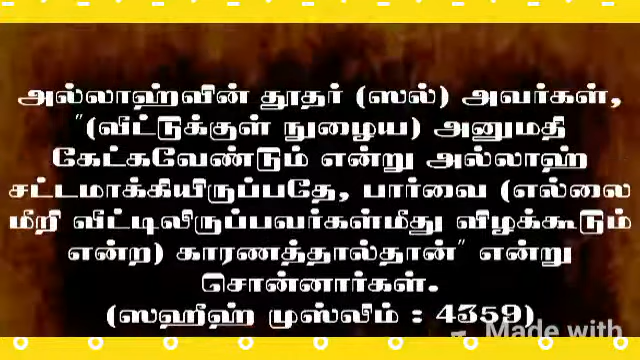 அல்லாஹ்வின் தூதர் (ஸல்) அவர்கள்,
"(வீட்டுக்குள் நுழைய) அனுமதி
கேட்கவேண்டும் என்று அல்லாஹ்
சட்டமாக்கியிருப்பதே, பார்வை (எல்லை
மீறி வீட்டிலிருப்பவர்கள்மீது விழக்கூடும்
என்ற) காரணத்தால்தான்" என்று
சொன்னார்கள்.
(ஸஹீஹ் முஸ்லிம் : 4359)
Made with